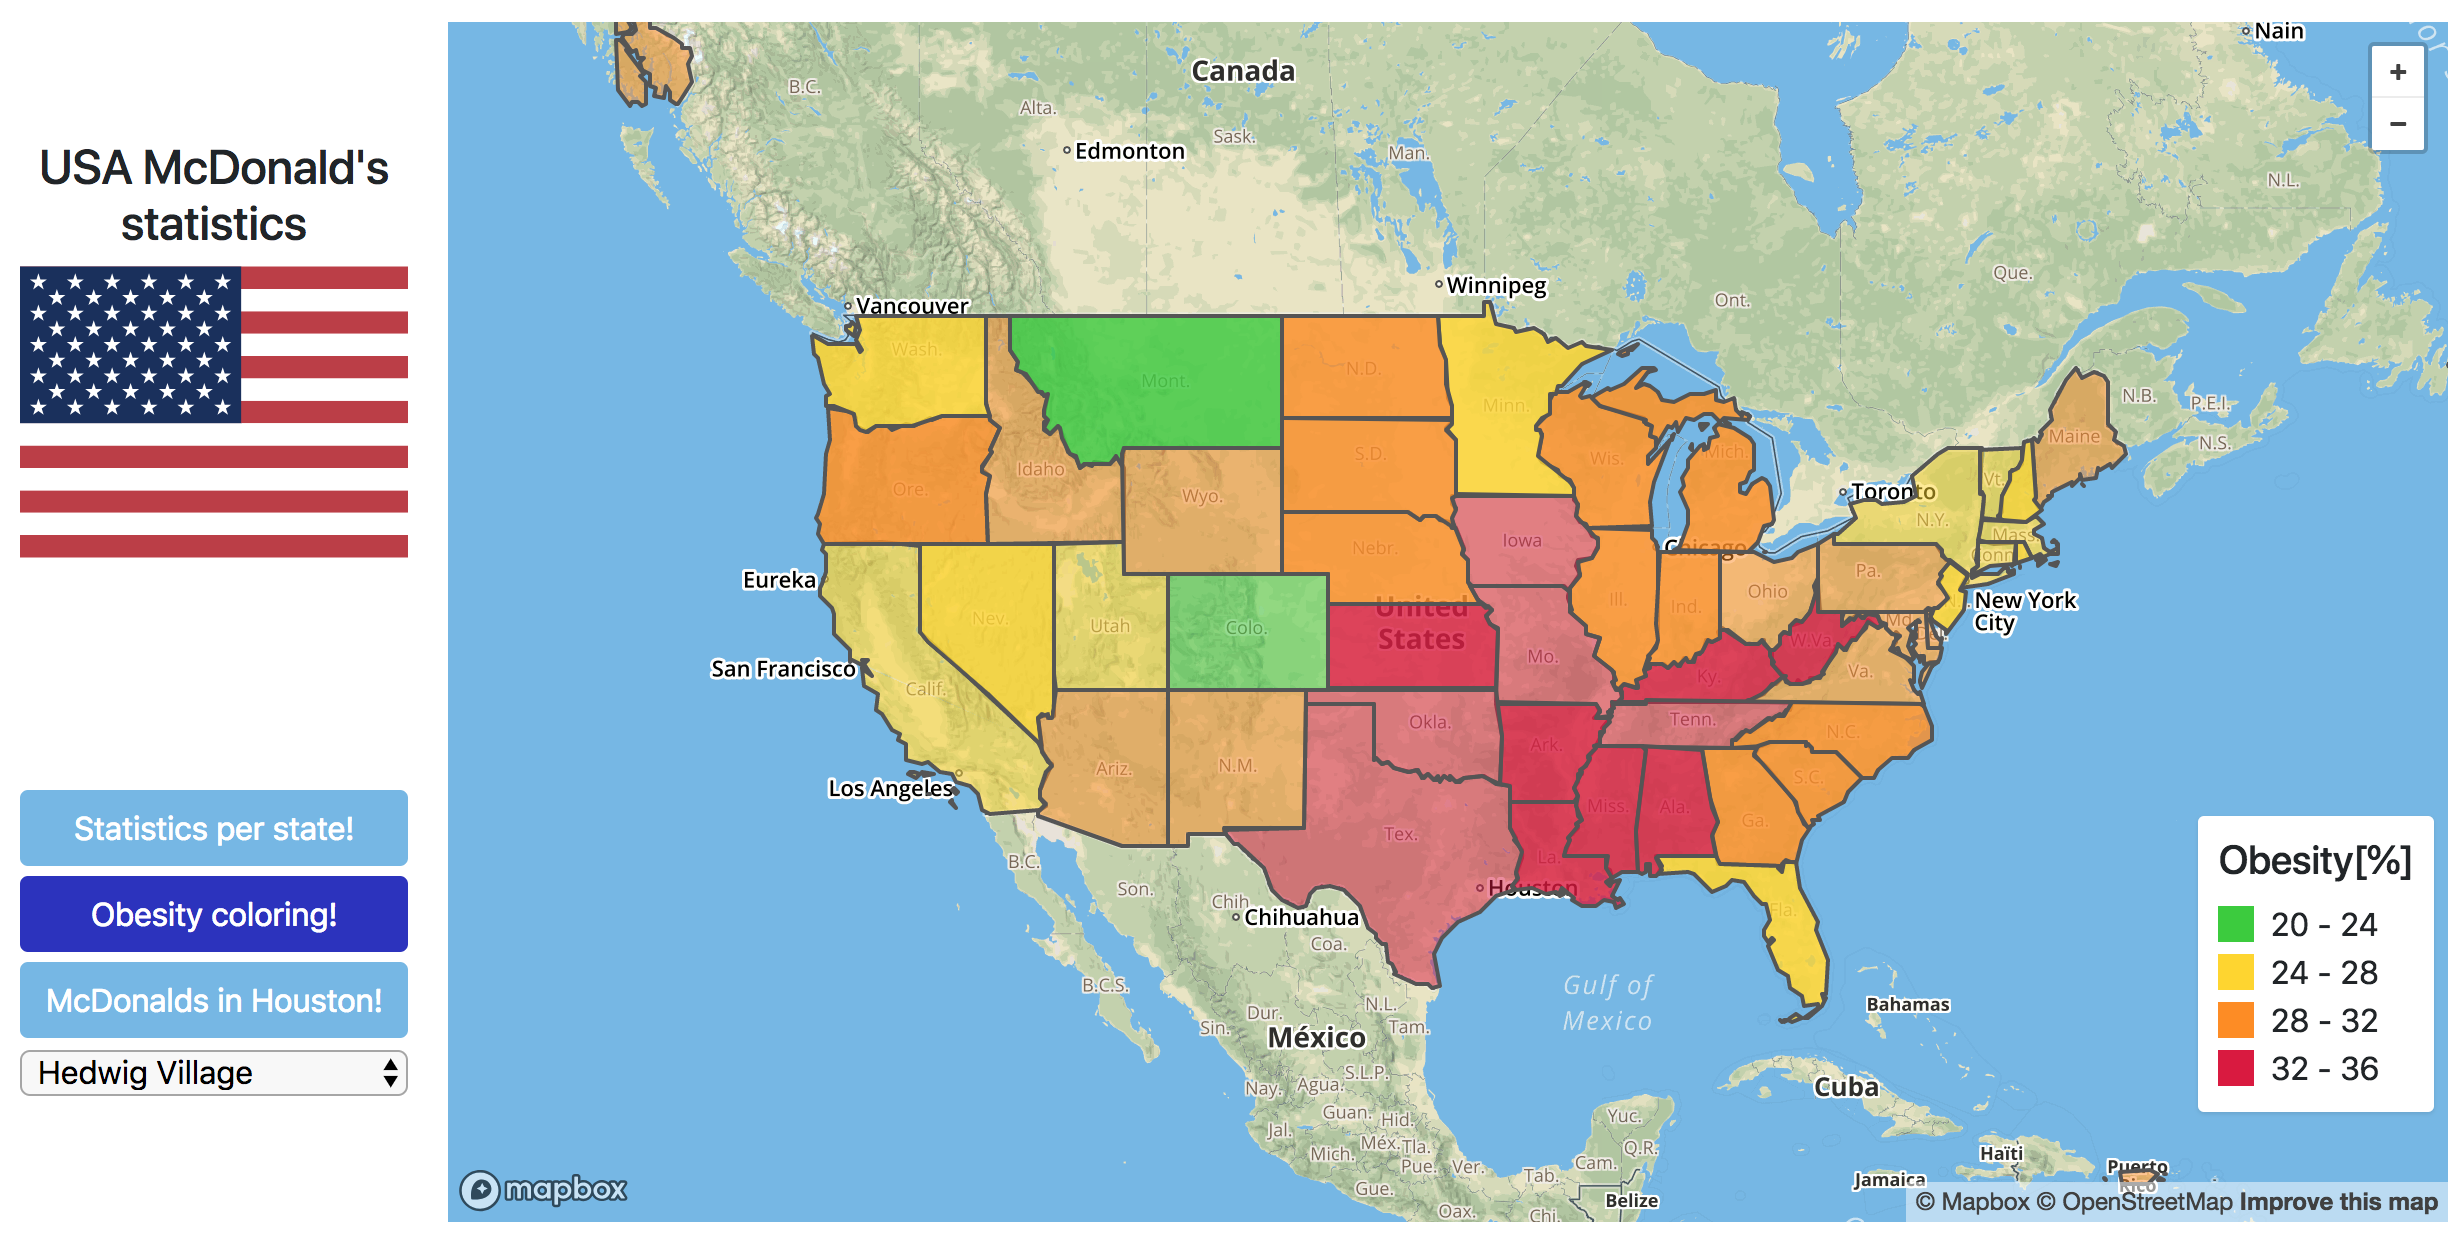 USA McDonald's
statistics
Statistics per state!
Obesity coloring!
McDonalds in Houston!
Hedwig Village
Nain
+
−
Canada
B.C.
Alta.
Sask.
Man.
Edmonton
N.L.
Winnipeg
Que.
Ont.
Vancouver
Wash.
Mont.
N.D.
Minn.
N.B.
P.E.I.
N.S.
Maine
Ore.
Idaho
Wyo.
S.D.
Wis.
Mich.
Toronto
Vt.
N.Y.
Mass.
Conn.
Eureka
Nebr.
Iowa
Chicago
Ohio
Pa.
New York
City
Nev.
Utah
Colo.
United
States
Ill.
Ind.
W.Va.
Md.
Del.
San Francisco
Calif.
Mo.
Ky.
Va.
Okla.
Tenn.
N.C.
Los Angeles
Ariz.
N.M.
Ark.
S.C.
Tex.
Miss.
Ala.
Ga.
La.
Houston
Fla.
B.C.
Son.
Chih.
Chihuahua
Coa.
B.C.S.
Gulf of
Mexico
N.L.
Dur.
Sin.
Tam.
México
Bahamas
Nay.
Agua.
S.L.P.
Cuba
Guan.
Hid.
Jal.
Méx.
Tla.
Mich.
Pue.
Ver.
Yuc.
Q.R.
Cam.
Tab.
Gue.
Oax.
Chi.
Belize
Haïti
Jamaica
Puerto
Rico
Obesity[%]
20 - 24
24 - 28
28 - 32
32 - 36
mapbox
© Mapbox © OpenStreetMap Improve this map